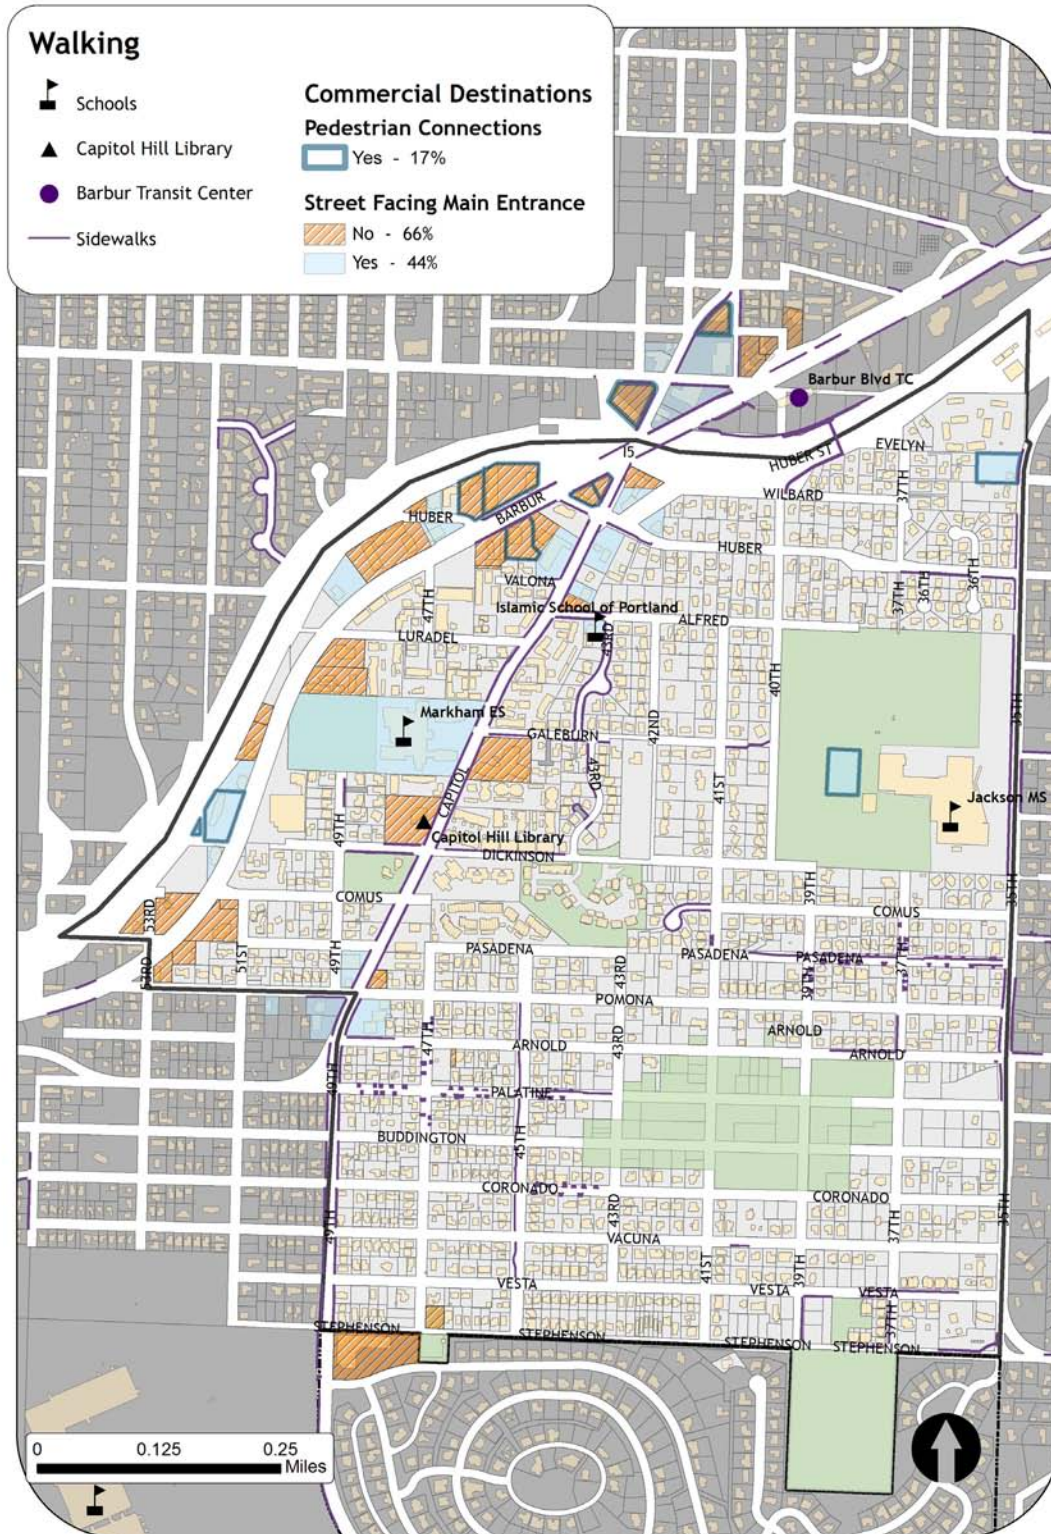 Walking
Schools
Capitol Hill Library
Barbur Transit Center
Sidewalks
Commercial Destinations
Pedestrian Connections
Yes - 17%
Street Facing Main Entrance
No - 66%
Yes - 44%
Barbur Blvd TC
I5
HUBER ST
EVELYN
37TH
WILBARD
HUBER
BARBUR
HUBER
36TH
37TH
36TH
VALONA
47TH
Islamic School of Portland
ALFRED
43RD
LURADEL
40TH
35TH
Markham ES
42ND
GALEBURN
43RD
41ST
CAPITOL
Jackson MS
49TH
Capitol Hill Library
DICKINSON
39TH
35TH
COMUS
COMUS
53RD
51ST
49TH
PASADENA
PASADENA
PASADENA
37TH
53RD
43RD
39TH
POMONA
ARNOLD
47TH
ARNOLD
43RD
ARNOLD
49TH
PALATINE
BUDDINGTON
45TH
CORONADO
CORONADO
49TH
43RD
37TH
35TH
VACUNA
41ST
39TH
VESTA
VESTA
VESTA
37TH
STEPHENSON
STEPHENSON
STEPHENSON
STEPHENSON
0 0.125 0.25
Miles